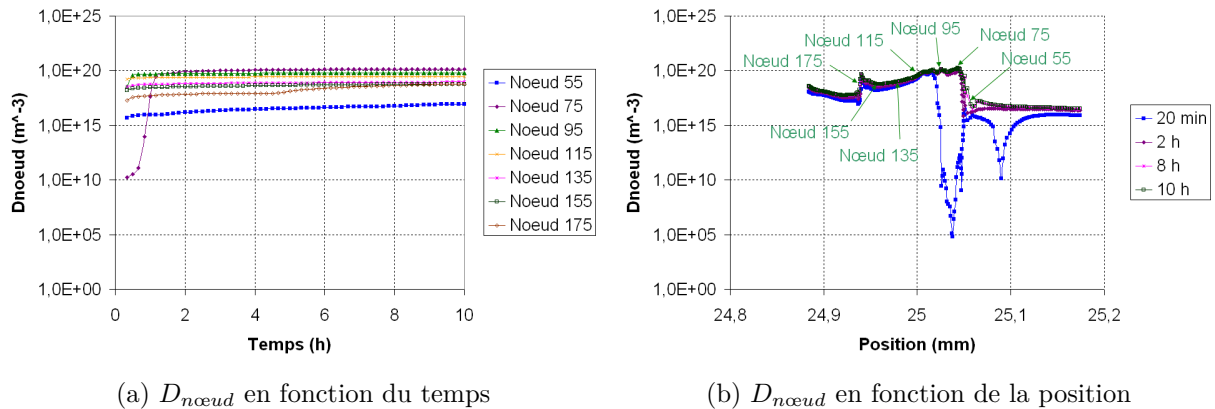 1,0E+25
1,0E+20
1,0E+15
1,0E+10
1,0E+05
1,0E+00
Dnoeud (m^-3)
0 2 4 6 8 10
Temps (h)
Noeud 55
Noeud 75
Noeud 95
Noeud 115
Noeud 135
Noeud 155
Noeud 175
(a) Dnœud en fonction du temps
1,0E+25
1,0E+20
1,0E+15
1,0E+10
1,0E+05
1,0E+00
Dnoeud (m^-3)
Nœud 95
Nœud 115
Nœud 75
Nœud 175
Nœud 55
Nœud 155
Nœud 135
24,8 24,9 25 25,1 25,2
Position (mm)
20 min
2 h
8 h
10 h
(b) Dnœud en fonction de la position